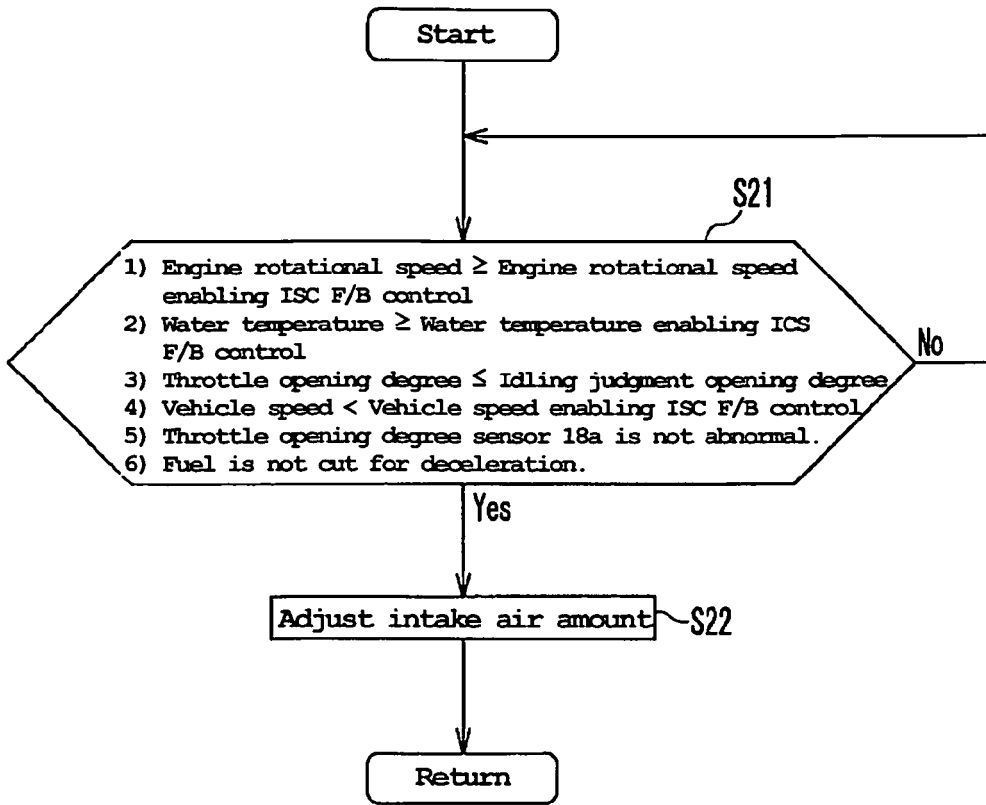 Start
S21
1) Engine rotational speed ≥ Engine rotational speed
enabling ISC F/B control
2) Water temperature ≥ Water temperature enabling ICS
F/B control
3) Throttle opening degree ≤ Idling judgment opening degree
4) Vehicle speed < Vehicle speed enabling ISC F/B control
5) Throttle opening degree sensor 18a is not abnormal.
6) Fuel is not cut for deceleration.
No
Yes
Adjust intake air amount
S22
Return